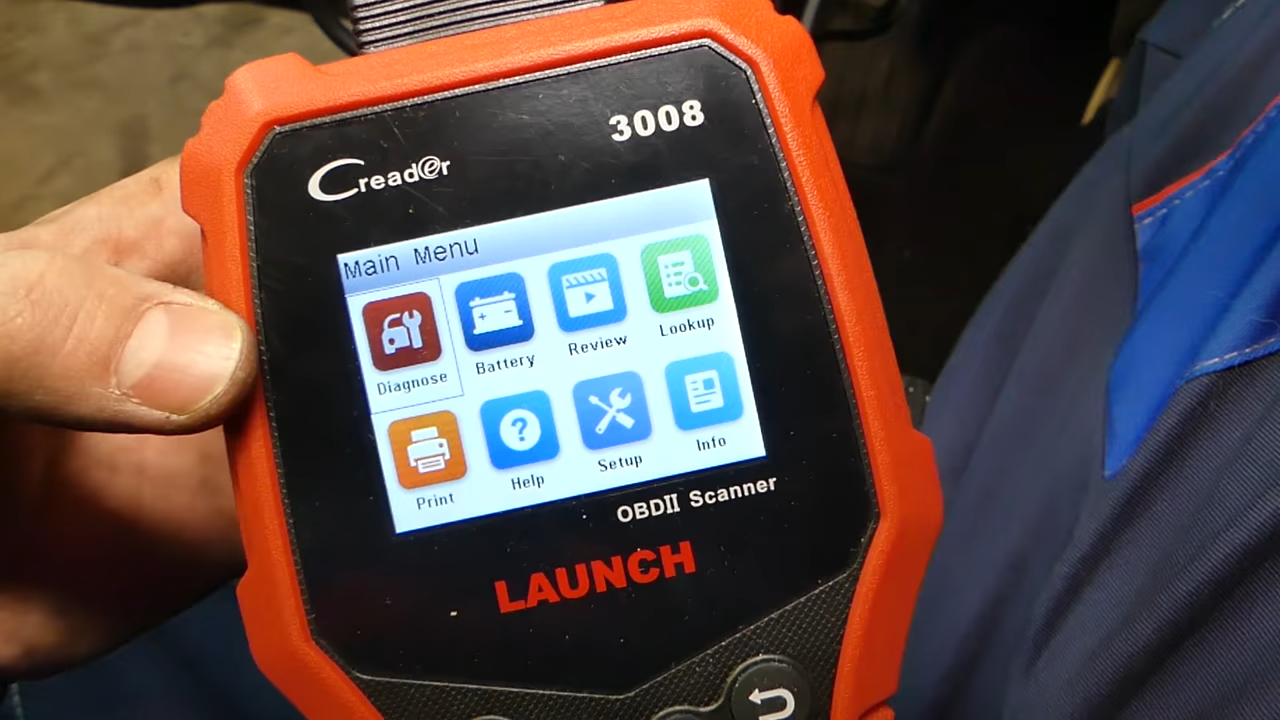 3008
Creader
Main Menu
Diagnose Battery Review Lookup
Print Help Setup Info
OBDII Scanner
LAUNCH